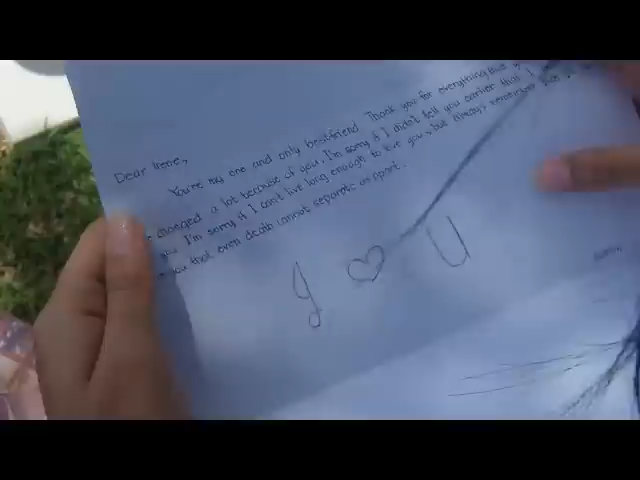 Dear Irene,
You're my one and only bestfriend. Thank you for everything
changed a lot because of you. I'm sorry if I didn't tell you earlier that I
you. I'm sorry if I can't live long enough to love you, but always remember
you that even death cannot separate us apart.
I ♡ U